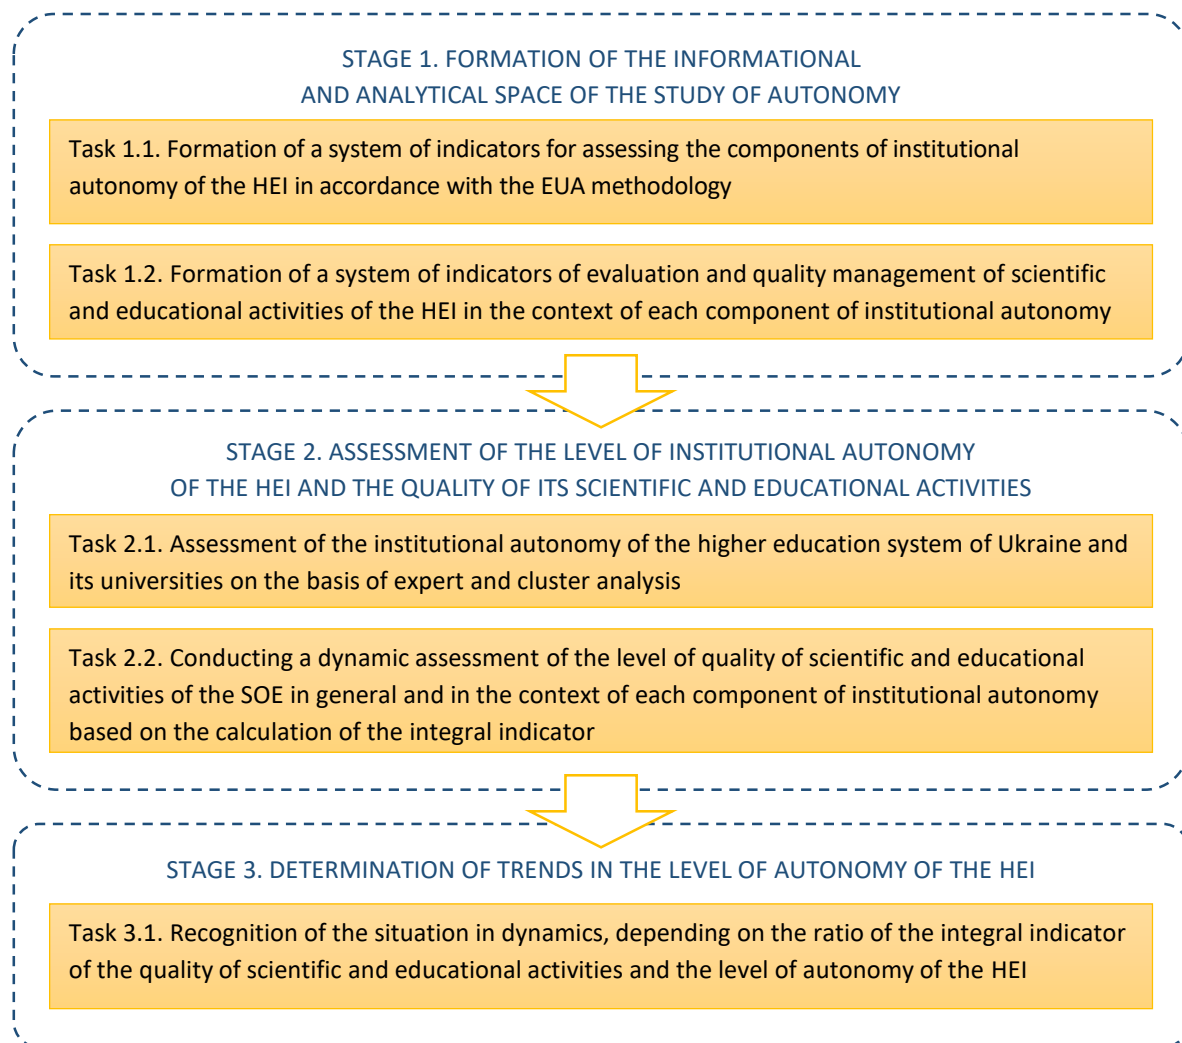 STAGE 1. FORMATION OF THE INFORMATIONAL
AND ANALYTICAL SPACE OF THE STUDY OF AUTONOMY
Task 1.1. Formation of a system of indicators for assessing the components of institutional
autonomy of the HEI in accordance with the EUA methodology
Task 1.2. Formation of a system of indicators of evaluation and quality management of scientific
and educational activities of the HEI in the context of each component of institutional autonomy
STAGE 2. ASSESSMENT OF THE LEVEL OF INSTITUTIONAL AUTONOMY
OF THE HEI AND THE QUALITY OF ITS SCIENTIFIC AND EDUCATIONAL ACTIVITIES
Task 2.1. Assessment of the institutional autonomy of the higher education system of Ukraine and
its universities on the basis of expert and cluster analysis
Task 2.2. Conducting a dynamic assessment of the level of quality of scientific and educational
activities of the SOE in general and in the context of each component of institutional autonomy
based on the calculation of the integral indicator
STAGE 3. DETERMINATION OF TRENDS IN THE LEVEL OF AUTONOMY OF THE HEI
Task 3.1. Recognition of the situation in dynamics, depending on the ratio of the integral indicator
of the quality of scientific and educational activities and the level of autonomy of the HEI